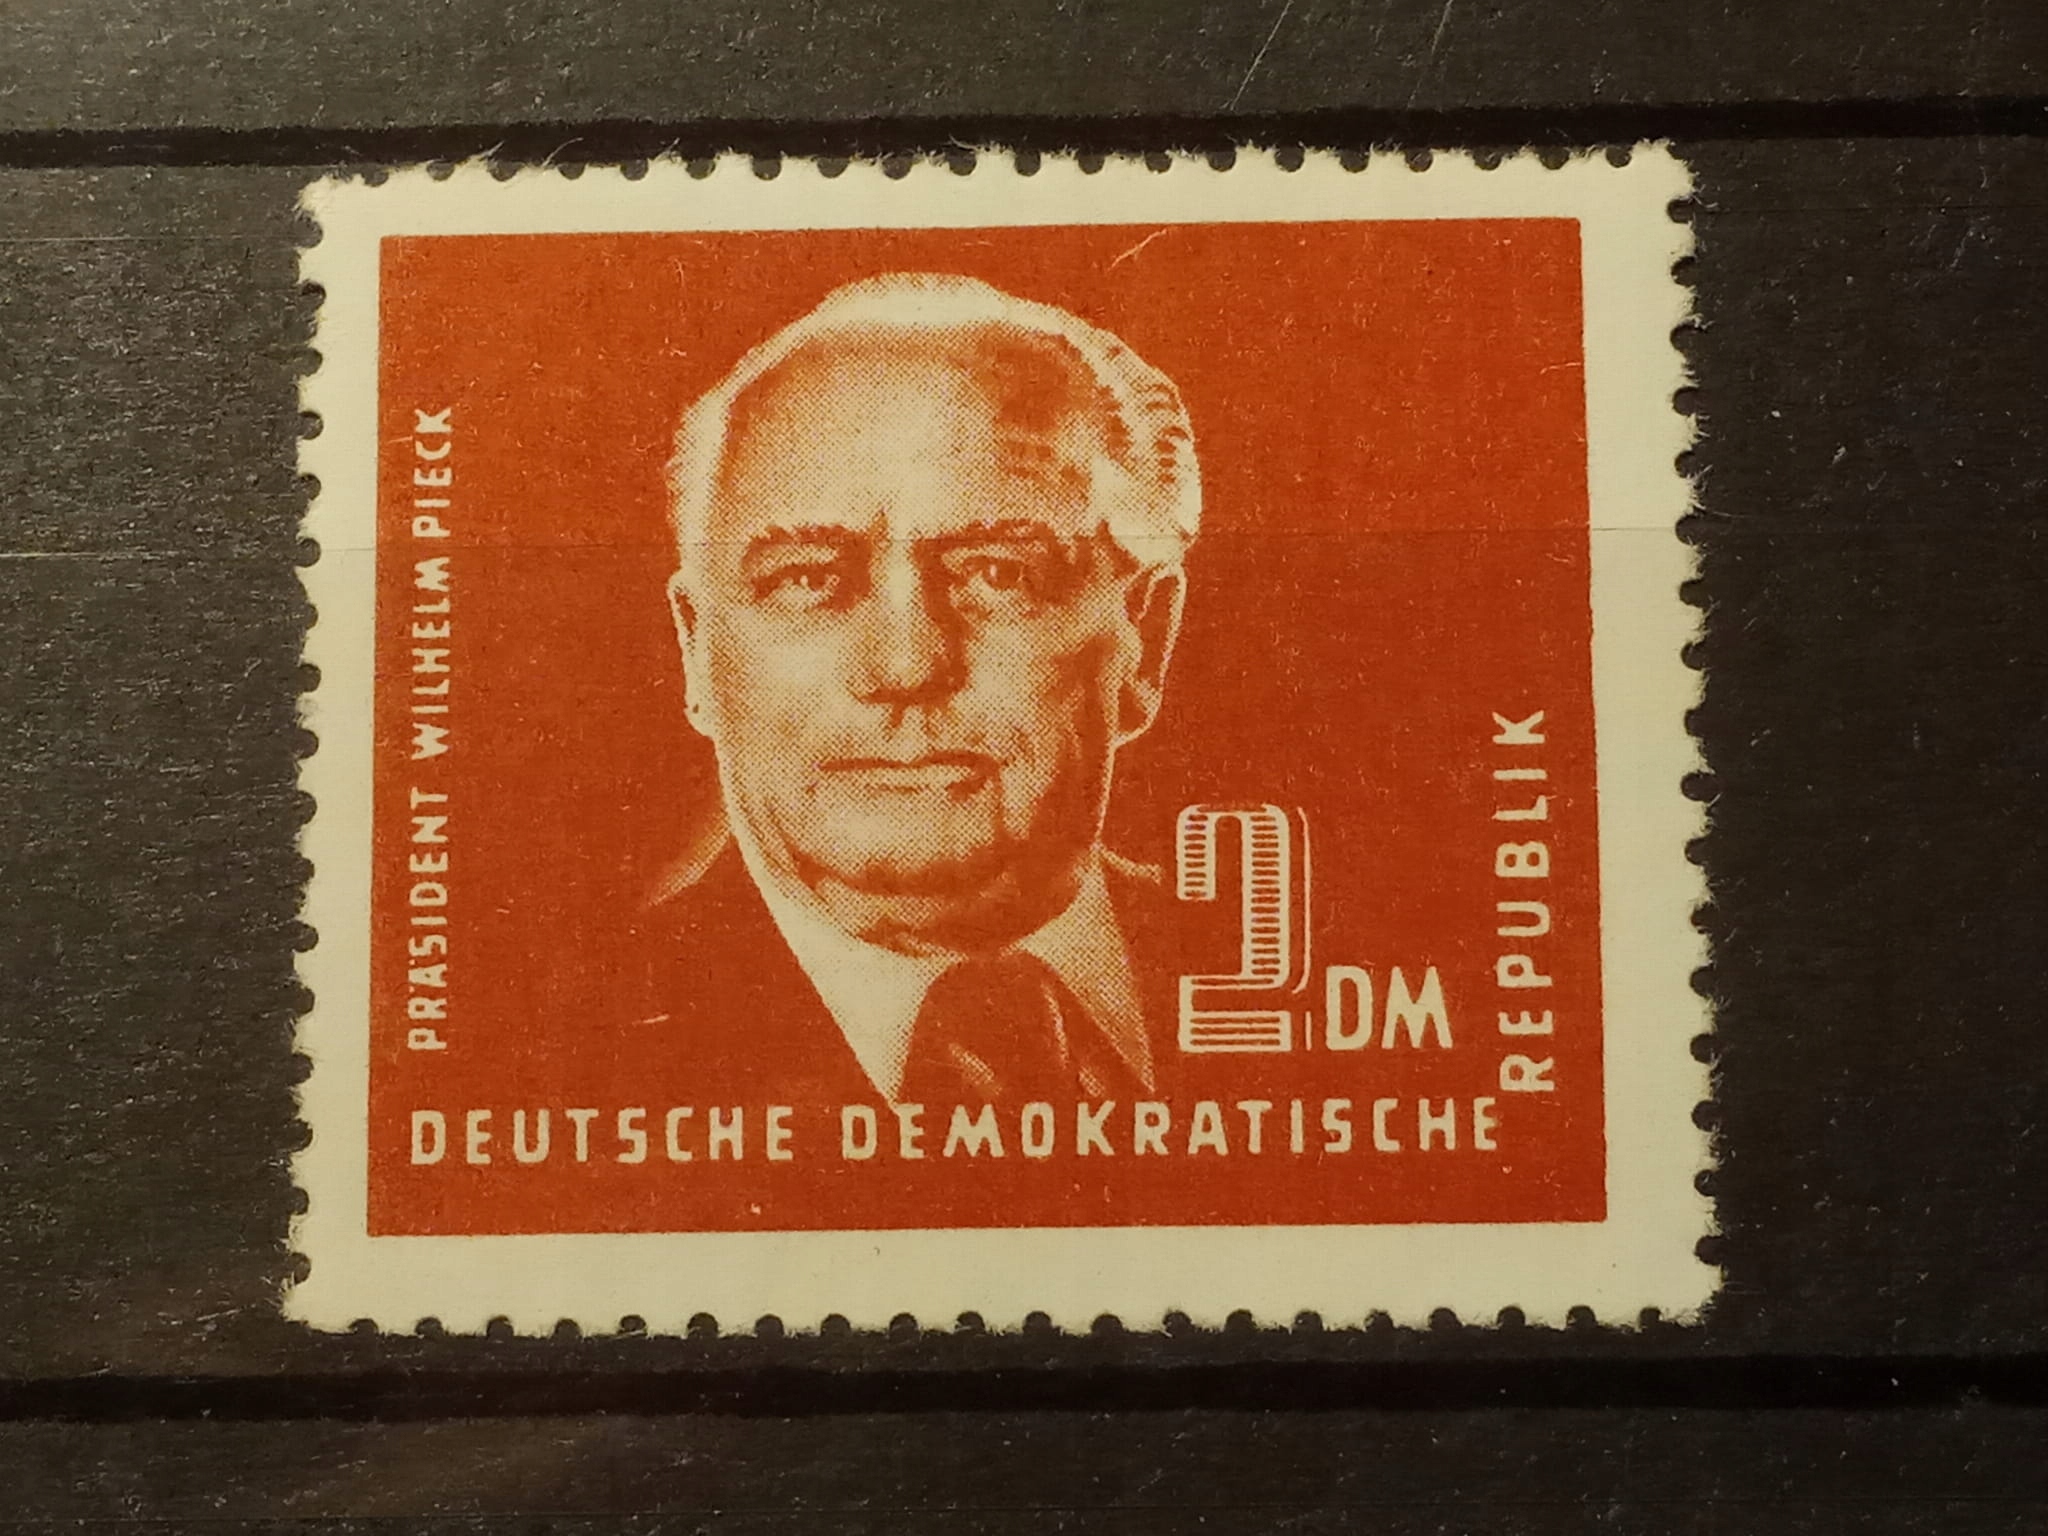 PRÄSIDENT WILHELM PIECK
2 DM
DEUTSCHE DEMOKRATISCHE
REPUBLIK